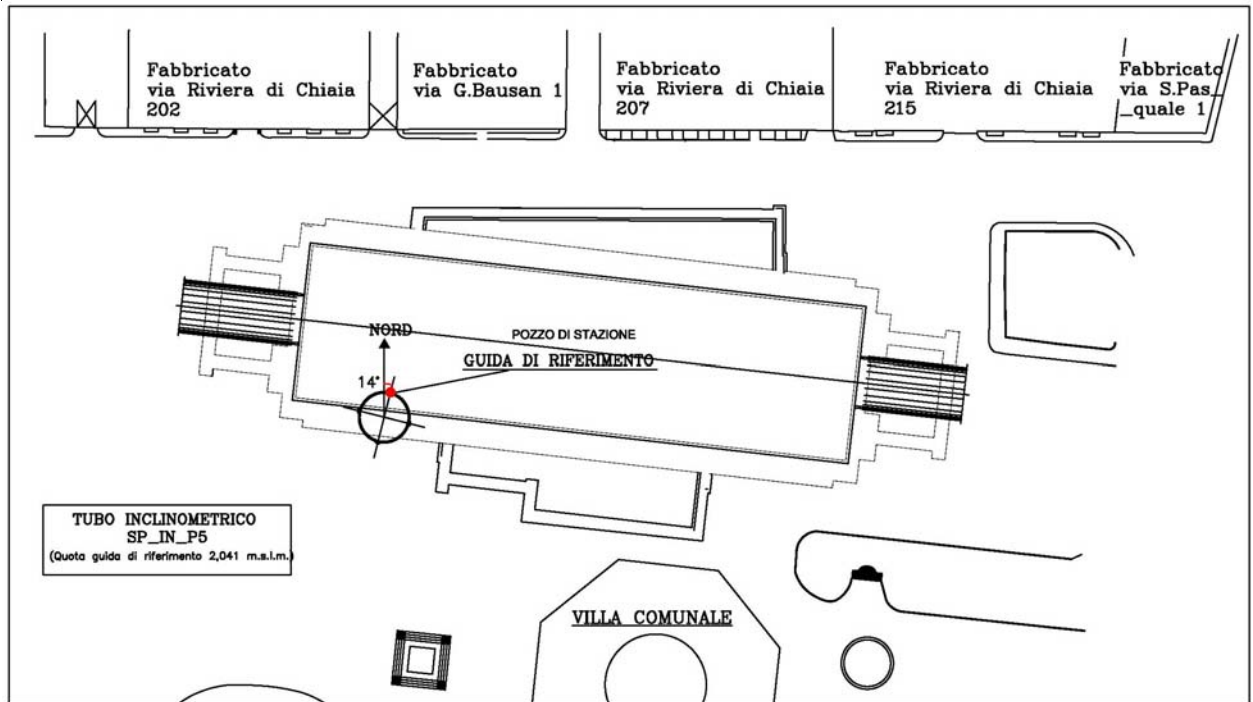 Fabbricato
via Riviera di Chiaia
202
Fabbricato
via G.Bausan 1
Fabbricato
via Riviera di Chiaia
207
Fabbricato
via Riviera di Chiaia
215
Fabbricato
via S.Pas_
_quale 1
NORD
POZZO DI STAZIONE
GUIDA DI RIFERIMENTO
14°
TUBO INCLINOMETRICO
SP_IN_P5
(Quota guida di riferimento 2,041 m.s.l.m.)
VILLA COMUNALE